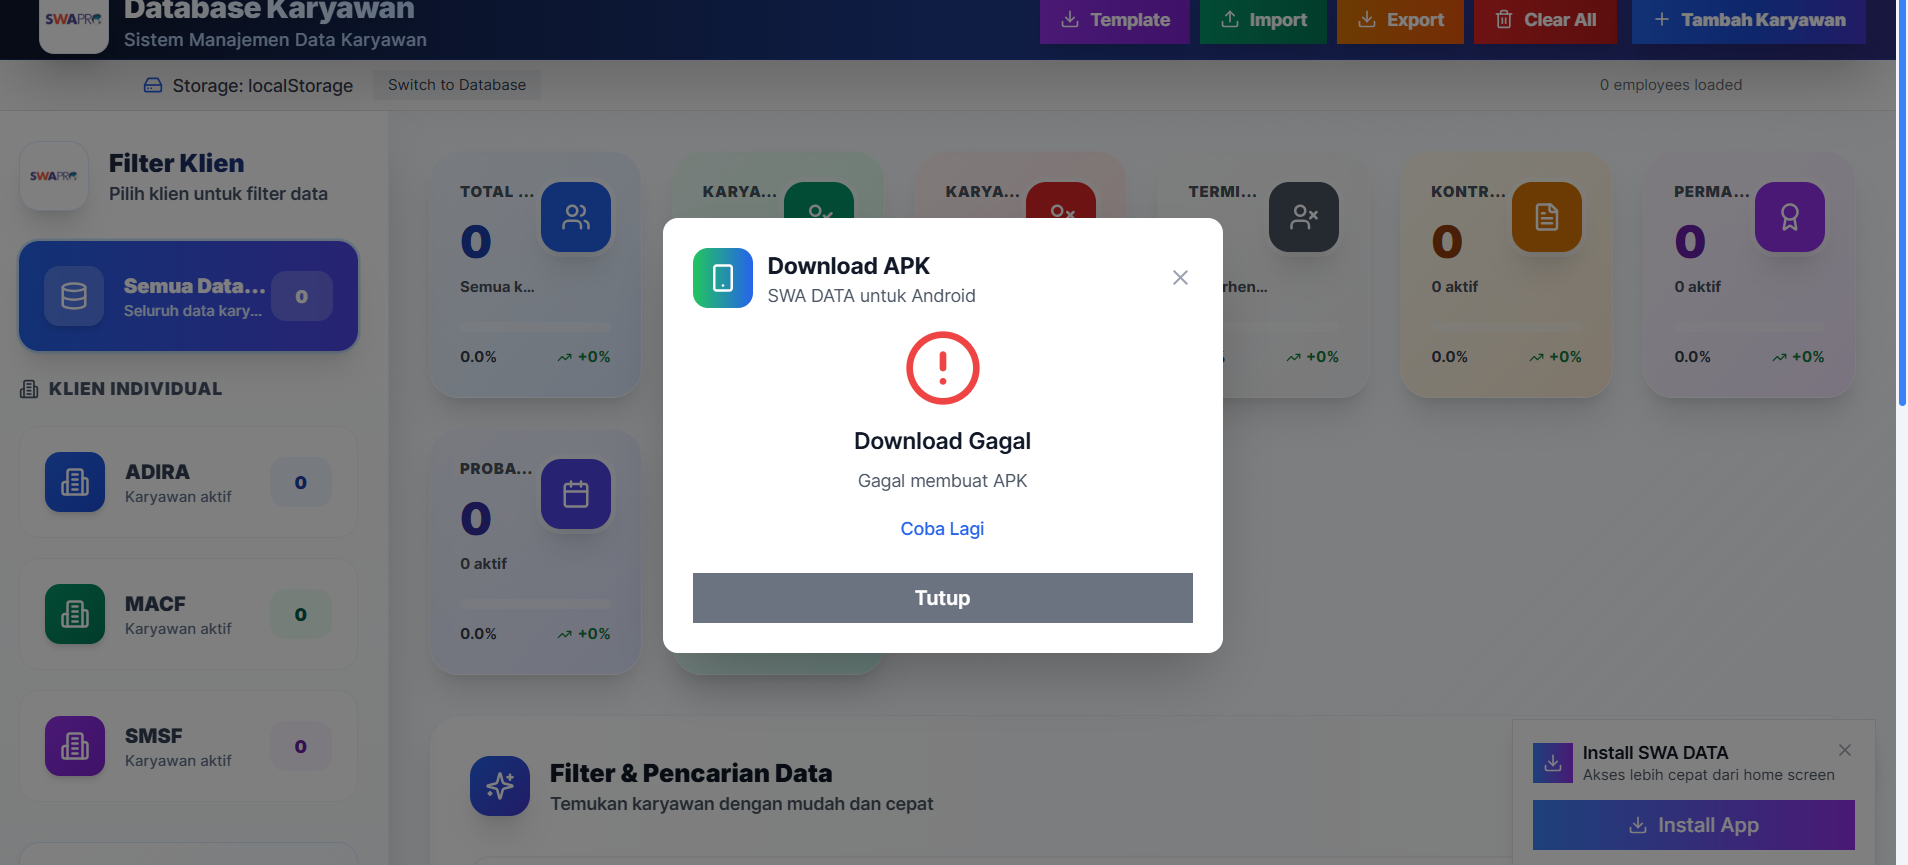 SWAPRO
Database Karyawan
Sistem Manajemen Data Karyawan
Template
Import
Export
Clear All
Tambah Karyawan
Storage: localStorage
Switch to Database
0 employees loaded
SWAPRO
Filter Klien
Pilih klien untuk filter data
Semua Data...
Seluruh data kary...
0
KLIEN INDIVIDUAL
ADIRA
Karyawan aktif
0
MACF
Karyawan aktif
0
SMSF
Karyawan aktif
0
TOTAL ...
0
Semua k...
0.0%
+0%
KARYA...
KARYA...
TERMI...
rhen...
+0%
KONTR...
0
0 aktif
0.0%
+0%
PERMA...
0
0 aktif
0.0%
+0%
PROBA...
0
0 aktif
0.0%
+0%
Download APK
SWA DATA untuk Android
Download Gagal
Gagal membuat APK
Coba Lagi
Tutup
Filter & Pencarian Data
Temukan karyawan dengan mudah dan cepat
Install SWA DATA
Akses lebih cepat dari home screen
Install App